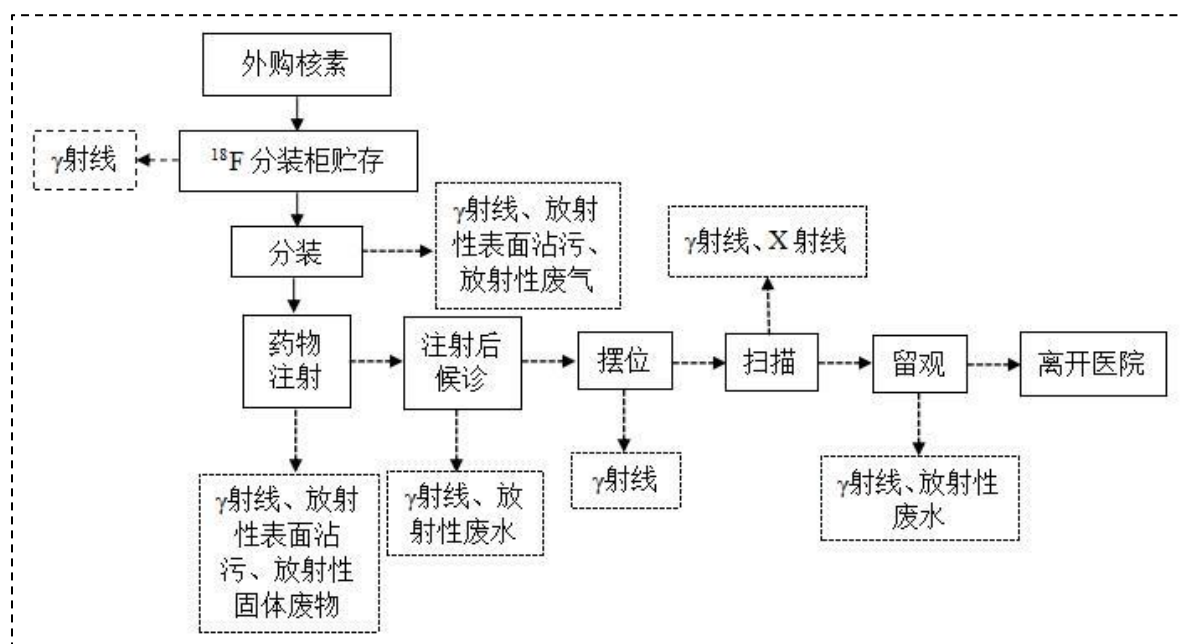 外购核素
γ射线
¹⁸F 分装柜贮存
分装
γ射线、放射
性表面沾污、
放射性废气
γ射线、X 射线
药物
注射
注射后
候诊
摆位
扫描
留观
离开医院
γ射线、放射
性表面沾
污、放射性
固体废物
γ射线、放
射性废水
γ射线
γ射线、放射性
废水